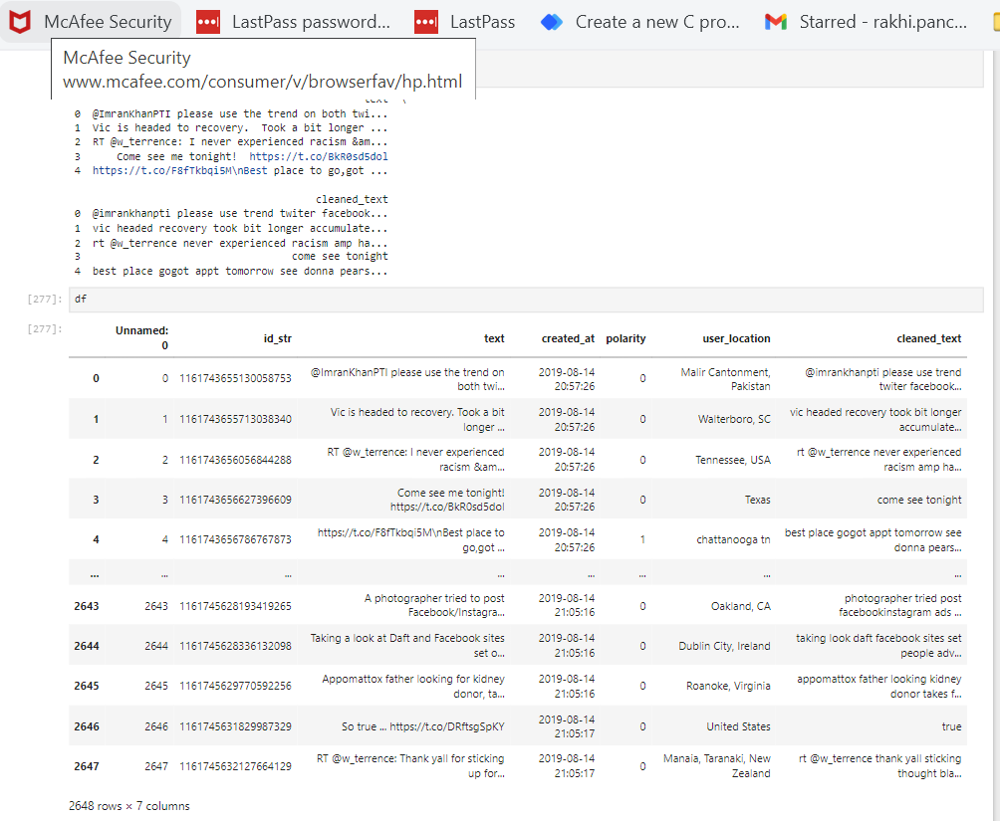 McAfee Security LastPass password... LastPass Create a new C pro... Starred - rakhi.panc...
McAfee Security
www.mcafee.com/consumer/v/browserfav/hp.html
text \
0 @ImranKhanPTI please use the trend on both twi...
1 Vic is headed to recovery. Took a bit longer ...
2 RT @w_terrence: I never experienced racism &am...
3 Come see me tonight! https://t.co/BkR0sd5dol
4 https://t.co/F8fTkbqi5M\nBest place to go,got ...
cleaned_text
0 @imrankhanpti please use trend twiter facebook...
1 vic headed recovery took bit longer accumulate...
2 rt @w_terrence never experienced racism amp ha...
3 come see tonight
4 best place gogot appt tomorrow see donna pears...
[277]: df
[277]:
Unnamed: 0 id_str text created_at polarity user_location cleaned_text
0 0 1161743655130058753 @ImranKhanPTI please use the trend on both twi... 2019-08-14 20:57:26 0 Malir Cantonment, Pakistan @imrankhanpti please use trend twiter facebook...
1 1 1161743655713038340 Vic is headed to recovery. Took a bit longer ... 2019-08-14 20:57:26 0 Walterboro, SC vic headed recovery took bit longer accumulate...
2 2 1161743656056844288 RT @w_terrence: I never experienced racism &am... 2019-08-14 20:57:26 0 Tennessee, USA rt @w_terrence never experienced racism amp ha...
3 3 1161743656627396609 Come see me tonight! https://t.co/BkR0sd5dol 2019-08-14 20:57:26 0 Texas come see tonight
4 4 1161743656786767873 https://t.co/F8fTkbqi5M\nBest place to go,got ... 2019-08-14 20:57:26 1 chattanooga tn best place gogot appt tomorrow see donna pears...
... ... ... ... ... ... ... ...
2643 2643 1161745628193419265 A photographer tried to post Facebook/Instagra... 2019-08-14 21:05:16 0 Oakland, CA photographer tried post facebookinstagram ads ...
2644 2644 1161745628336132098 Taking a look at Daft and Facebook sites set o... 2019-08-14 21:05:16 0 Dublin City, Ireland taking look daft facebook sites set people adv...
2645 2645 1161745629770592256 Appomattox father looking for kidney donor, ta... 2019-08-14 21:05:16 0 Roanoke, Virginia appomattox father looking kidney donor takes f...
2646 2646 1161745631829987329 So true ... https://t.co/DRftsgSpKY 2019-08-14 21:05:17 0 United States true
2647 2647 1161745632127664129 RT @w_terrence: Thank yall for sticking up for... 2019-08-14 21:05:17 0 Manaia, Taranaki, New Zealand rt @w_terrence thank yall sticking thought bla...
2648 rows × 7 columns